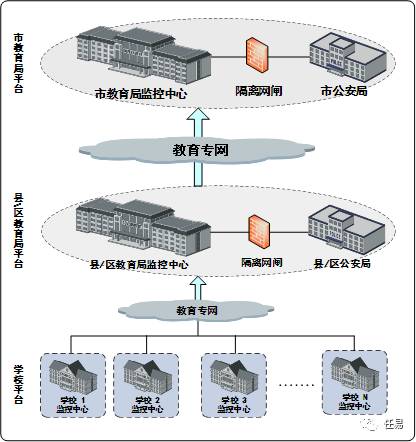 市教育局平台
市教育局监控中心
隔离网闸
市公安局
教育专网
县/区教育局平台
县/区教育局监控中心
隔离网闸
县/区公安局
教育专网
学校平台
学校 1
监控中心
学校 2
监控中心
学校 3
监控中心
.......
学校 N
监控中心
任易